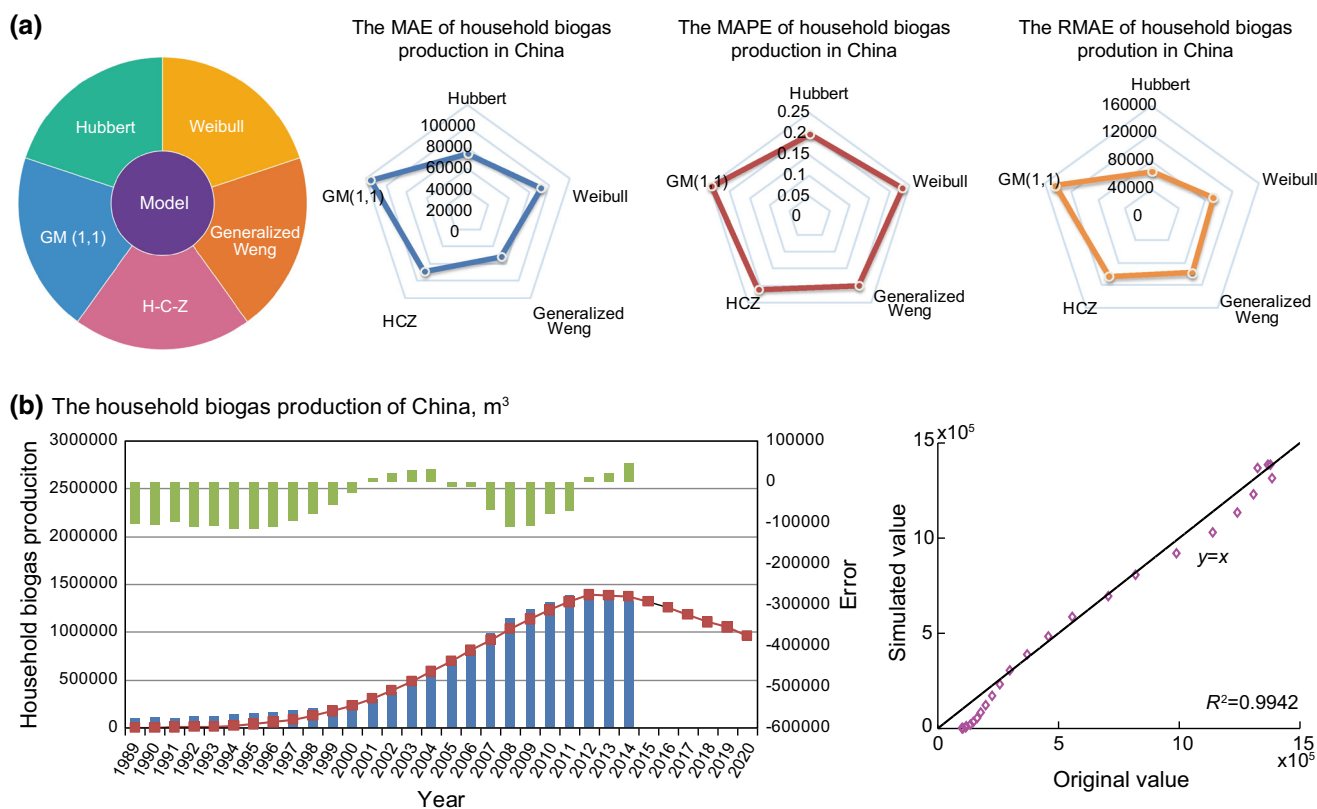 (a)
Hubbert
Weibull
Model
GM (1,1)
Generalized
Weng
H-C-Z
The MAE of household biogas
production in China
Hubbert
100000
80000
60000
40000
20000
0
GM(1,1)
Weibull
HCZ
Generalized
Weng
The MAPE of household biogas
production in China
Hubbert
0.25
0.2
0.15
0.1
0.05
0
GM(1,1)
Weibull
HCZ
Generalized
Weng
The RMAE of household biogas
prodution in China
Hubbert
160000
120000
80000
40000
0
GM(1,1)
Weibull
HCZ
Generalized
Weng
(b) The household biogas production of China, m³
Household biogas produciton
3000000
2500000
2000000
1500000
1000000
500000
0
100000
0
-100000
-200000
-300000
-400000
-500000
-600000
Error
1989
1990
1991
1992
1993
1994
1995
1996
1997
1998
1999
2000
2001
2002
2003
2004
2005
2006
2007
2008
2009
2010
2011
2012
2013
2014
2015
2016
2017
2018
2019
2020
Year
x10⁵
15
10
5
0
Simulated value
y=x
R²=0.9942
0
5
10
15
x10⁵
Original value